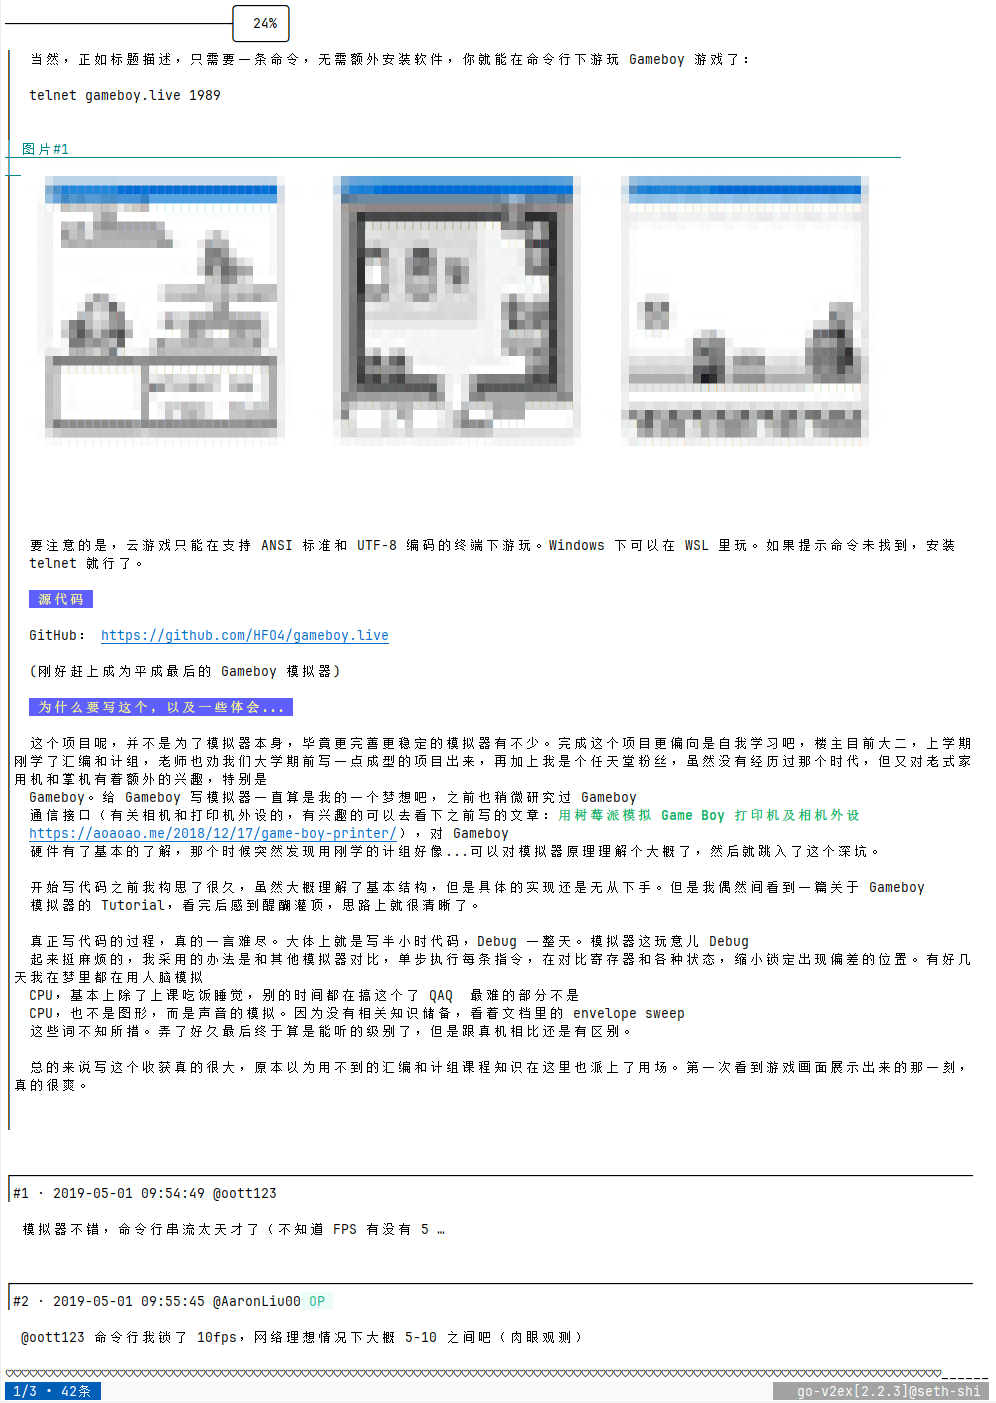 24%
当然，正如标题描述，只需要一条命令，无需额外安装软件，你就能在命令行下游玩 Gameboy 游戏了：
telnet gameboy.live 1989
图片#1
要注意的是，云游戏只能在支持 ANSI 标准和 UTF-8 编码的终端下游玩。Windows 下可以在 WSL 里玩。如果提示命令未找到，安装
telnet 就行了。
源代码
GitHub： https://github.com/HFO4/gameboy.live
(刚好赶上成为平成最后的 Gameboy 模拟器)
为什么要写这个，以及一些体会...
这个项目呢，并不是为了模拟器本身，毕竟更完善更稳定的模拟器有不少。完成这个项目更偏向是自我学习吧，楼主目前大二，上学期
刚学了汇编和计组，老师也劝我们大学期前写一点成型的项目出来，再加上我是个任天堂粉丝，虽然没有经历过那个时代，但又对老式家
用机和掌机有着额外的兴趣，特别是
Gameboy。给 Gameboy 写模拟器一直算是我的一个梦想吧，之前也稍微研究过 Gameboy
通信接口（有关相机和打印机外设的，有兴趣的可以去看下之前写的文章：用树莓派模拟 Game Boy 打印机及相机外设
https://aoaoao.me/2018/12/17/game-boy-printer/），对 Gameboy
硬件有了基本的了解，那个时候突然发现用刚学的计组好像...可以对模拟器原理理解个大概了，然后就跳入了这个深坑。
开始写代码之前我构思了很久，虽然大概理解了基本结构，但是具体的实现还是无从下手。但是我偶然间看到一篇关于 Gameboy
模拟器的 Tutorial，看完后感到醍醐灌顶，思路上就很清晰了。
真正写代码的过程，真的一言难尽。大体上就是写半小时代码，Debug 一整天。模拟器这玩意儿 Debug
起来挺麻烦的，我采用的办法是和其他模拟器对比，单步执行每条指令，在对比寄存器和各种状态，缩小锁定出现偏差的位置。有好几
天我在梦里都在用人脑模拟
CPU，基本上除了上课吃饭睡觉，别的时间都在搞这个了 QAQ 最难的部分不是
CPU，也不是图形，而是声音的模拟。因为没有相关知识储备，看着文档里的 envelope sweep
这些词不知所措。弄了好久最后终于算是能听的级别了，但是跟真机相比还是有区别。
总的来说写这个收获真的很大，原本以为用不到的汇编和计组课程知识在这里也派上了用场。第一次看到游戏画面展示出来的那一刻，
真的很爽。
#1 · 2019-05-01 09:54:49 @oott123
模拟器不错，命令行串流太天才了（不知道 FPS 有没有 5 …
#2 · 2019-05-01 09:55:45 @AaronLiu00 OP
@oott123 命令行我锁了 10fps，网络理想情况下大概 5-10 之间吧（肉眼观测）
1/3 • 42条
go-v2ex[2.2.3]@seth-shi